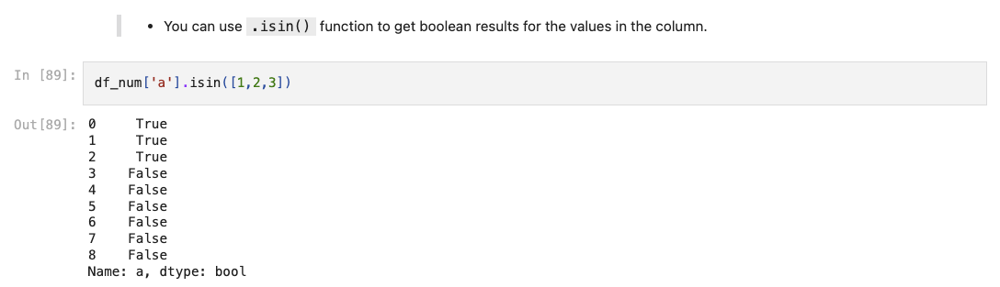 • You can use .isin() function to get boolean results for the values in the column.
In [89]: df_num['a'].isin([1,2,3])
Out[89]: 0     True
1     True
2     True
3    False
4    False
5    False
6    False
7    False
8    False
Name: a, dtype: bool